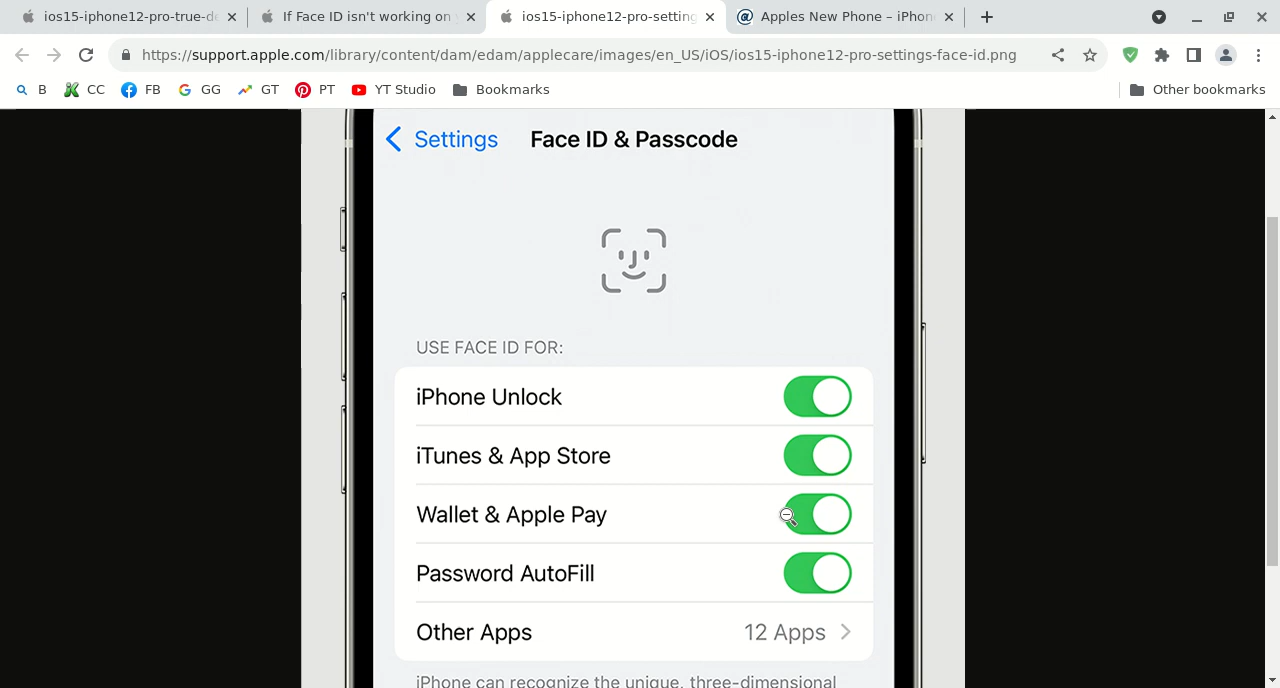 ios15-iphone12-pro-true-de
If Face ID isn't working on
ios15-iphone12-pro-setting
Apples New Phone – iPhon
https://support.apple.com/library/content/dam/edam/applecare/images/en_US/iOS/ios15-iphone12-pro-settings-face-id.png
B CC FB GG GT PT YT Studio Bookmarks Other bookmarks
Settings Face ID & Passcode
USE FACE ID FOR:
iPhone Unlock
iTunes & App Store
Wallet & Apple Pay
Password AutoFill
Other Apps 12 Apps
iPhone can recognize the unique, three-dimensional